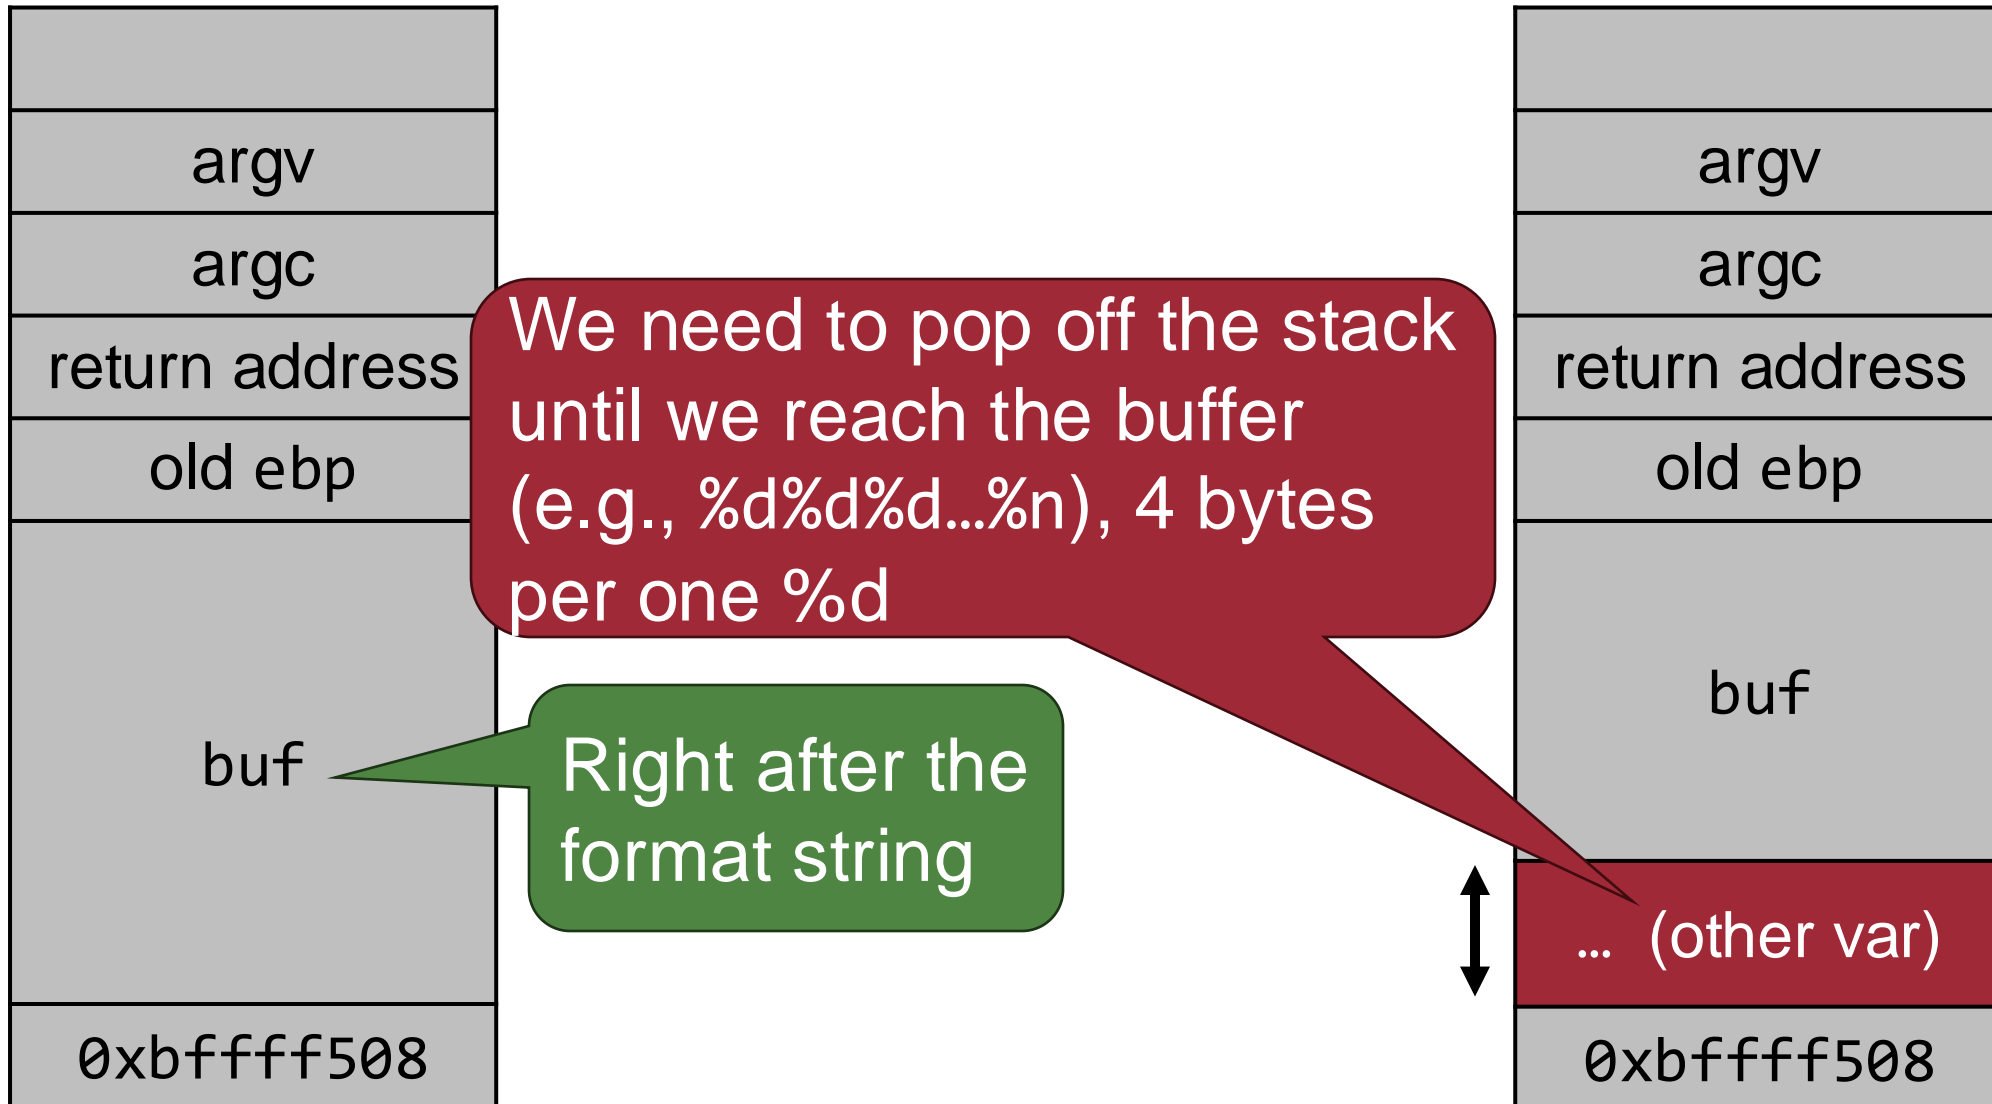 argv
argc
return address
old ebp
buf
0xbffff508
We need to pop off the stack
until we reach the buffer
(e.g., %d%d%d…%n), 4 bytes
per one %d
Right after the
format string
argv
argc
return address
old ebp
buf
… (other var)
0xbffff508